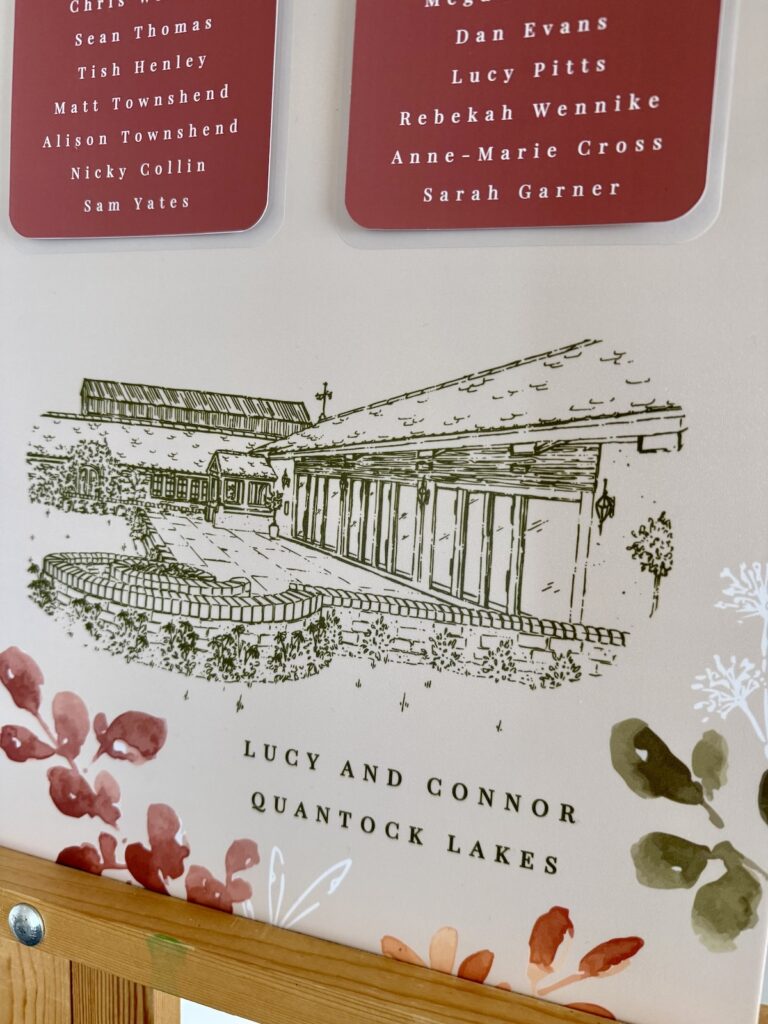 Chris
Sean Thomas
Tish Henley
Matt Townshend
Alison Townshend
Nicky Collin
Sam Yates
Dan Evans
Lucy Pitts
Rebekah Wennike
Anne-Marie Cross
Sarah Garner
LUCY AND CONNOR
QUANTOCK LAKES